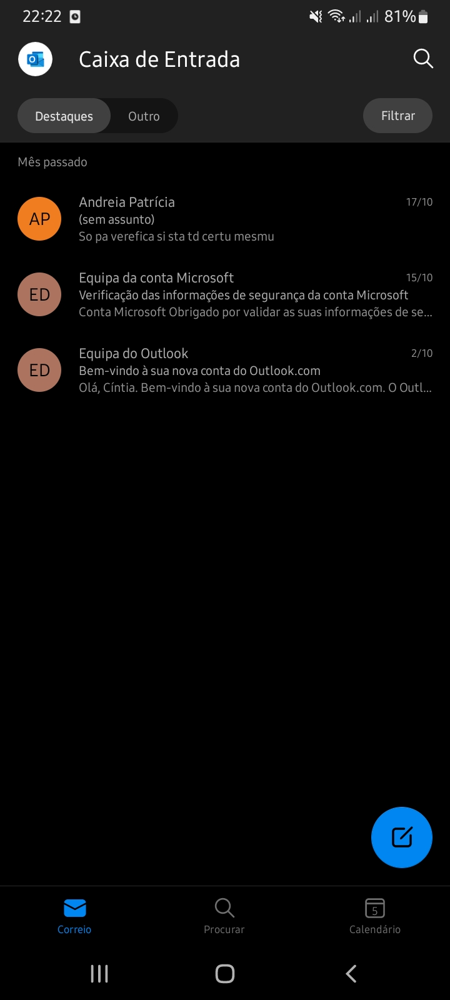 22:22
81%
Caixa de Entrada
Destaques
Outro
Filtrar
Mês passado
AP
Andreia Patrícia
17/10
(sem assunto)
So pa verefica si sta td certu mesmu
ED
Equipa da conta Microsoft
15/10
Verificação das informações de segurança da conta Microsoft
Conta Microsoft Obrigado por validar as suas informações de se...
ED
Equipa do Outlook
2/10
Bem-vindo à sua nova conta do Outlook.com
Olá, Cíntia. Bem-vindo à sua nova conta do Outlook.com. O Outl...
Correio
Procurar
5
Calendário